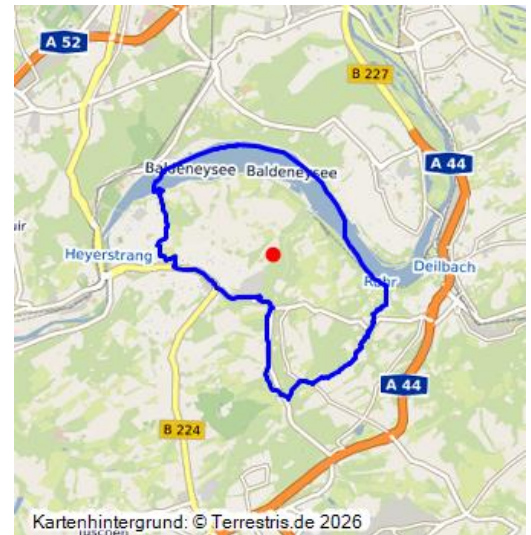 A 52
B 227
A 44
Baldeneysee Baldeneysee
Heyerstrang
Deilbach
Ruhr
A 44
B 224
Kartenhintergrund: © Terrestris.de 2026